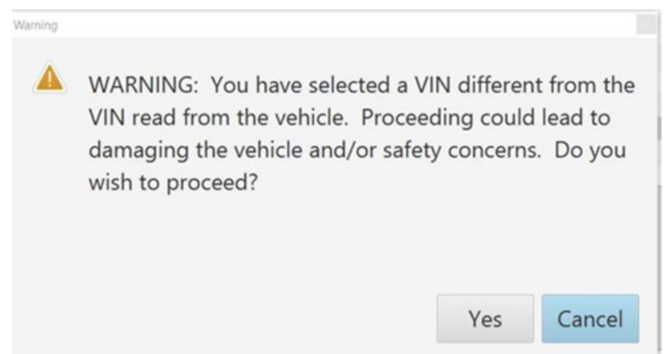 Warning
WARNING: You have selected a VIN different from the
VIN read from the vehicle. Proceeding could lead to
damaging the vehicle and/or safety concerns. Do you
wish to proceed?
Yes
Cancel